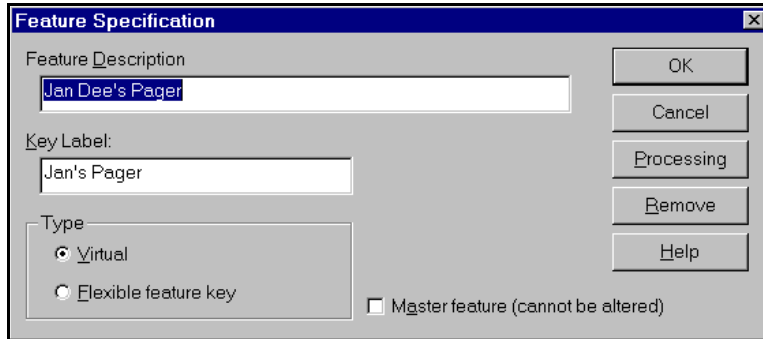 Feature Specification
Feature Description
Jan Dee's Pager
Key Label:
Jan's Pager
Type
Virtual
Flexible feature key
Master feature (cannot be altered)
OK
Cancel
Processing
Remove
Help